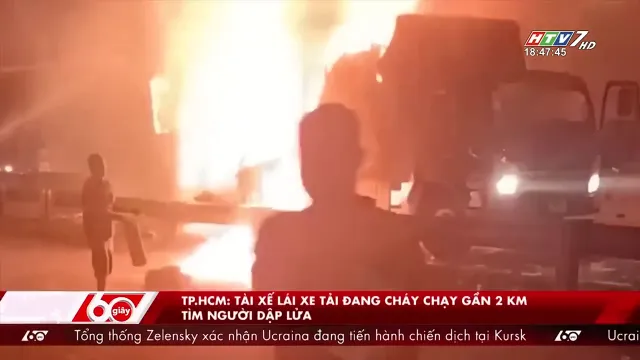 HTV7 HD
18:47:45
60 giây
TP.HCM: TÀI XẾ LÁI XE TẢI ĐANG CHÁY CHẠY GẦN 2 KM
TÌM NGƯỜI DẬP LỬA
60 Tổng thống Zelensky xác nhận Ucraina đang tiến hành chiến dịch tại Kursk 60 Ucrai